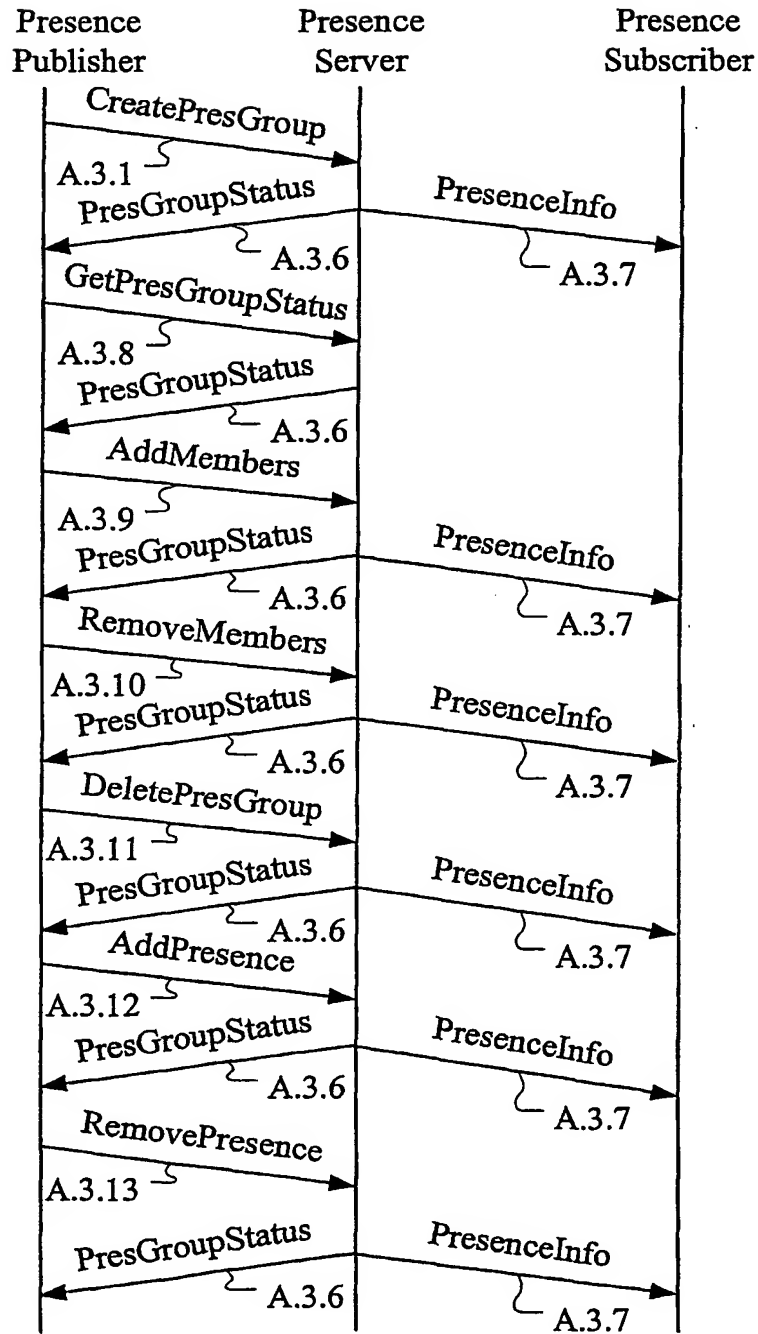 Presence Publisher
Presence Server
Presence Subscriber
CreatePresGroup
A.3.1
PresGroupStatus
PresenceInfo
A.3.6
A.3.7
GetPresGroupStatus
A.3.8
PresGroupStatus
A.3.6
AddMembers
A.3.9
PresGroupStatus
PresenceInfo
A.3.6
A.3.7
RemoveMembers
A.3.10
PresGroupStatus
PresenceInfo
A.3.6
A.3.7
DeletePresGroup
A.3.11
PresGroupStatus
PresenceInfo
A.3.6
A.3.7
AddPresence
A.3.12
PresGroupStatus
PresenceInfo
A.3.6
A.3.7
RemovePresence
A.3.13
PresGroupStatus
PresenceInfo
A.3.6
A.3.7